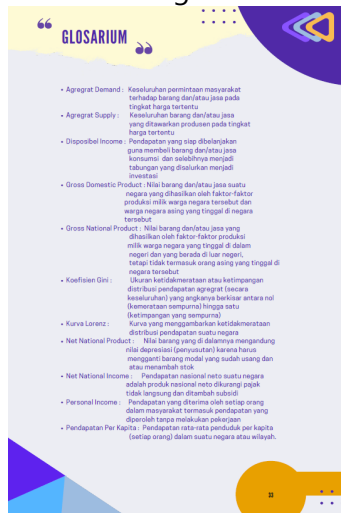 GLOSARIUM
• Agregrat Demand : Keseluruhan permintaan masyarakat
terhadap barang dan/atau jasa pada
tingkat harga tertentu
• Agregrat Supply : Keseluruhan barang dan/atau jasa
yang ditawarkan produsen pada tingkat
harga tertentu
• Disposibel Income : Pendapatan yang siap dibelanjakan
guna membeli barang dan/atau jasa
konsumsi dan selebihnya menjadi
tabungan yang disalurkan menjadi
investasi
• Gross Domestic Product : Nilai barang dan/atau jasa suatu
negara yang dihasilkan oleh faktor-faktor
produksi milik warga negara tersebut dan
warga negara asing yang tinggal di negara
tersebut
• Gross National Product : Nilai barang dan/atau jasa yang
dihasilkan oleh faktor-faktor produksi
milik warga negara yang tinggal di dalam
negeri dan yang berada di luar negeri,
tetapi tidak termasuk orang asing yang tinggal di
negara tersebut
• Koefisien Gini : Ukuran ketidakmerataan atau ketimpangan
distribusi pendapatan agregrat (secara
keseluruhan) yang angkanya berkisar antara nol
(kemerataan sempurna) hingga satu
(ketimpangan yang sempurna)
• Kurva Lorenz : Kurva yang menggambarkan ketidakmerataan
distribusi pendapatan suatu negara
• Net National Product : Nilai barang yang di dalamnya mengandung
nilai depresiasi (penyusutan) karena harus
mengganti barang modal yang sudah usang dan
atau menambah stok
• Net National Income : Pendapatan nasional neto suatu negara
adalah produk nasional neto dikurangi pajak
tidak langsung dan ditambah subsidi
• Personal Income : Pendapatan yang diterima oleh setiap orang
dalam masyarakat termasuk pendapatan yang
diperoleh tanpa melakukan pekerjaan
• Pendapatan Per Kapita : Pendapatan rata-rata penduduk per kapita
(setiap orang) dalam suatu negara atau wilayah.
33